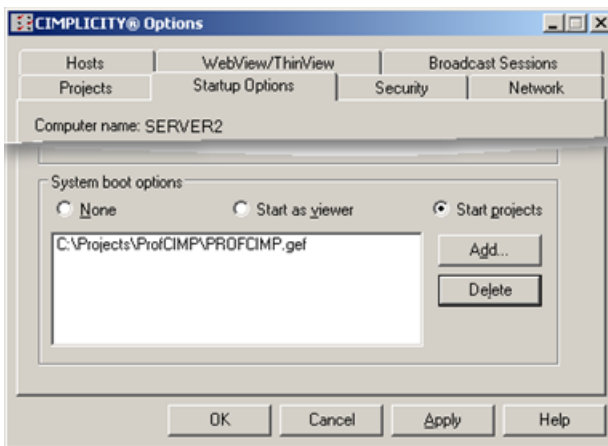 CIMPLICITY® Options
Hosts WebView/ThinView Broadcast Sessions
Projects Startup Options Security Network
Computer name: SERVER2
System boot options
None Start as viewer Start projects
C:\Projects\ProfCIMP\PROFCIMP.gef
Add...
Delete
OK Cancel Apply Help